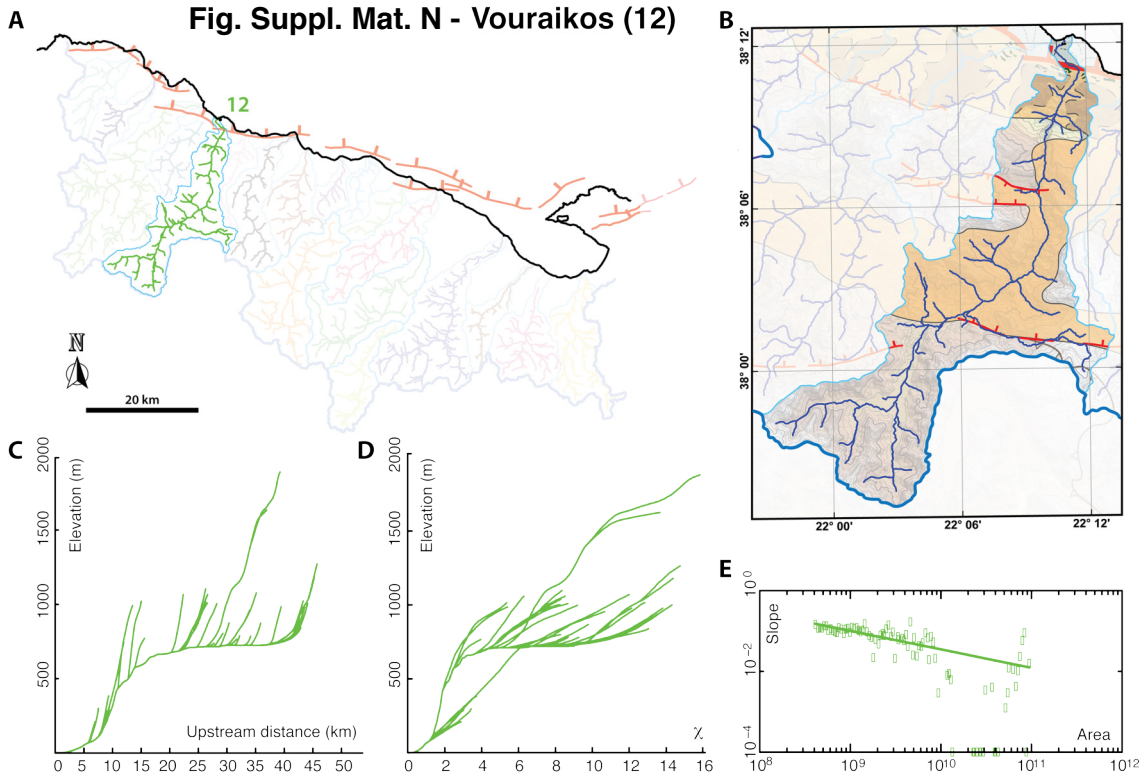 Fig. Suppl. Mat. N - Vouraikos (12)
A
12
N
20 km
B
38° 12'
38° 06'
38° 00'
22° 00'
22° 06'
22° 12'
C
2000
1500
1000
500
Elevation (m)
Upstream distance (km)
0 5 10 15 20 25 30 35 40 45 50
D
2000
1500
1000
500
Elevation (m)
χ
0 2 4 6 8 10 12 14 16
E
10 0
10 -2
10 -4
Slope
Area
10 8 10 9 10 10 10 11 10 12